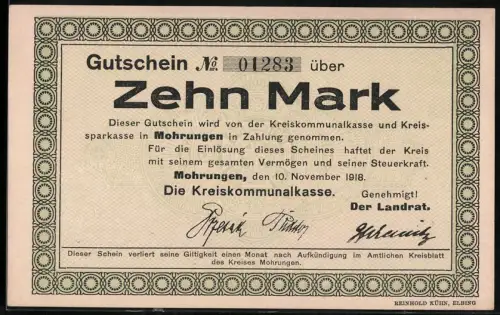 Gutschein No. 01283 über
Zehn Mark
Dieser Gutschein wird von der Kreiskommunalkasse und Kreis-
sparkasse in Mohrungen in Zahlung genommen.
Für die Einlösung dieses Scheines haftet der Kreis
mit seinem gesamten Vermögen und seiner Steuerkraft.
Mohrungen, den 10. November 1918.
Die Kreiskommunalkasse.
Genehmigt!
Der Landrat.
Dieser Schein verliert seine Giftigkeit einen Monat nach Aufkündigung im Amtlichen Kreisblatt
des Kreises Mohrungen.
REINHOLD KÜHN, ELBING